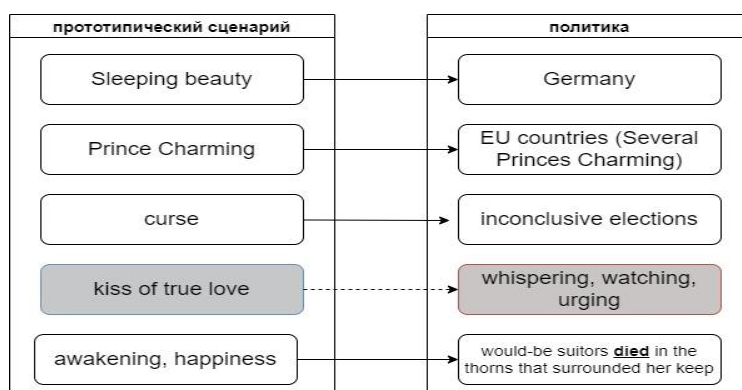 прототипический сценарий
политика
Sleeping beauty
Germany
Prince Charming
EU countries (Several
Princes Charming)
curse
inconclusive elections
kiss of true love
whispering, watching,
urging
awakening, happiness
would-be suitors died in the
thorns that surrounded her keep